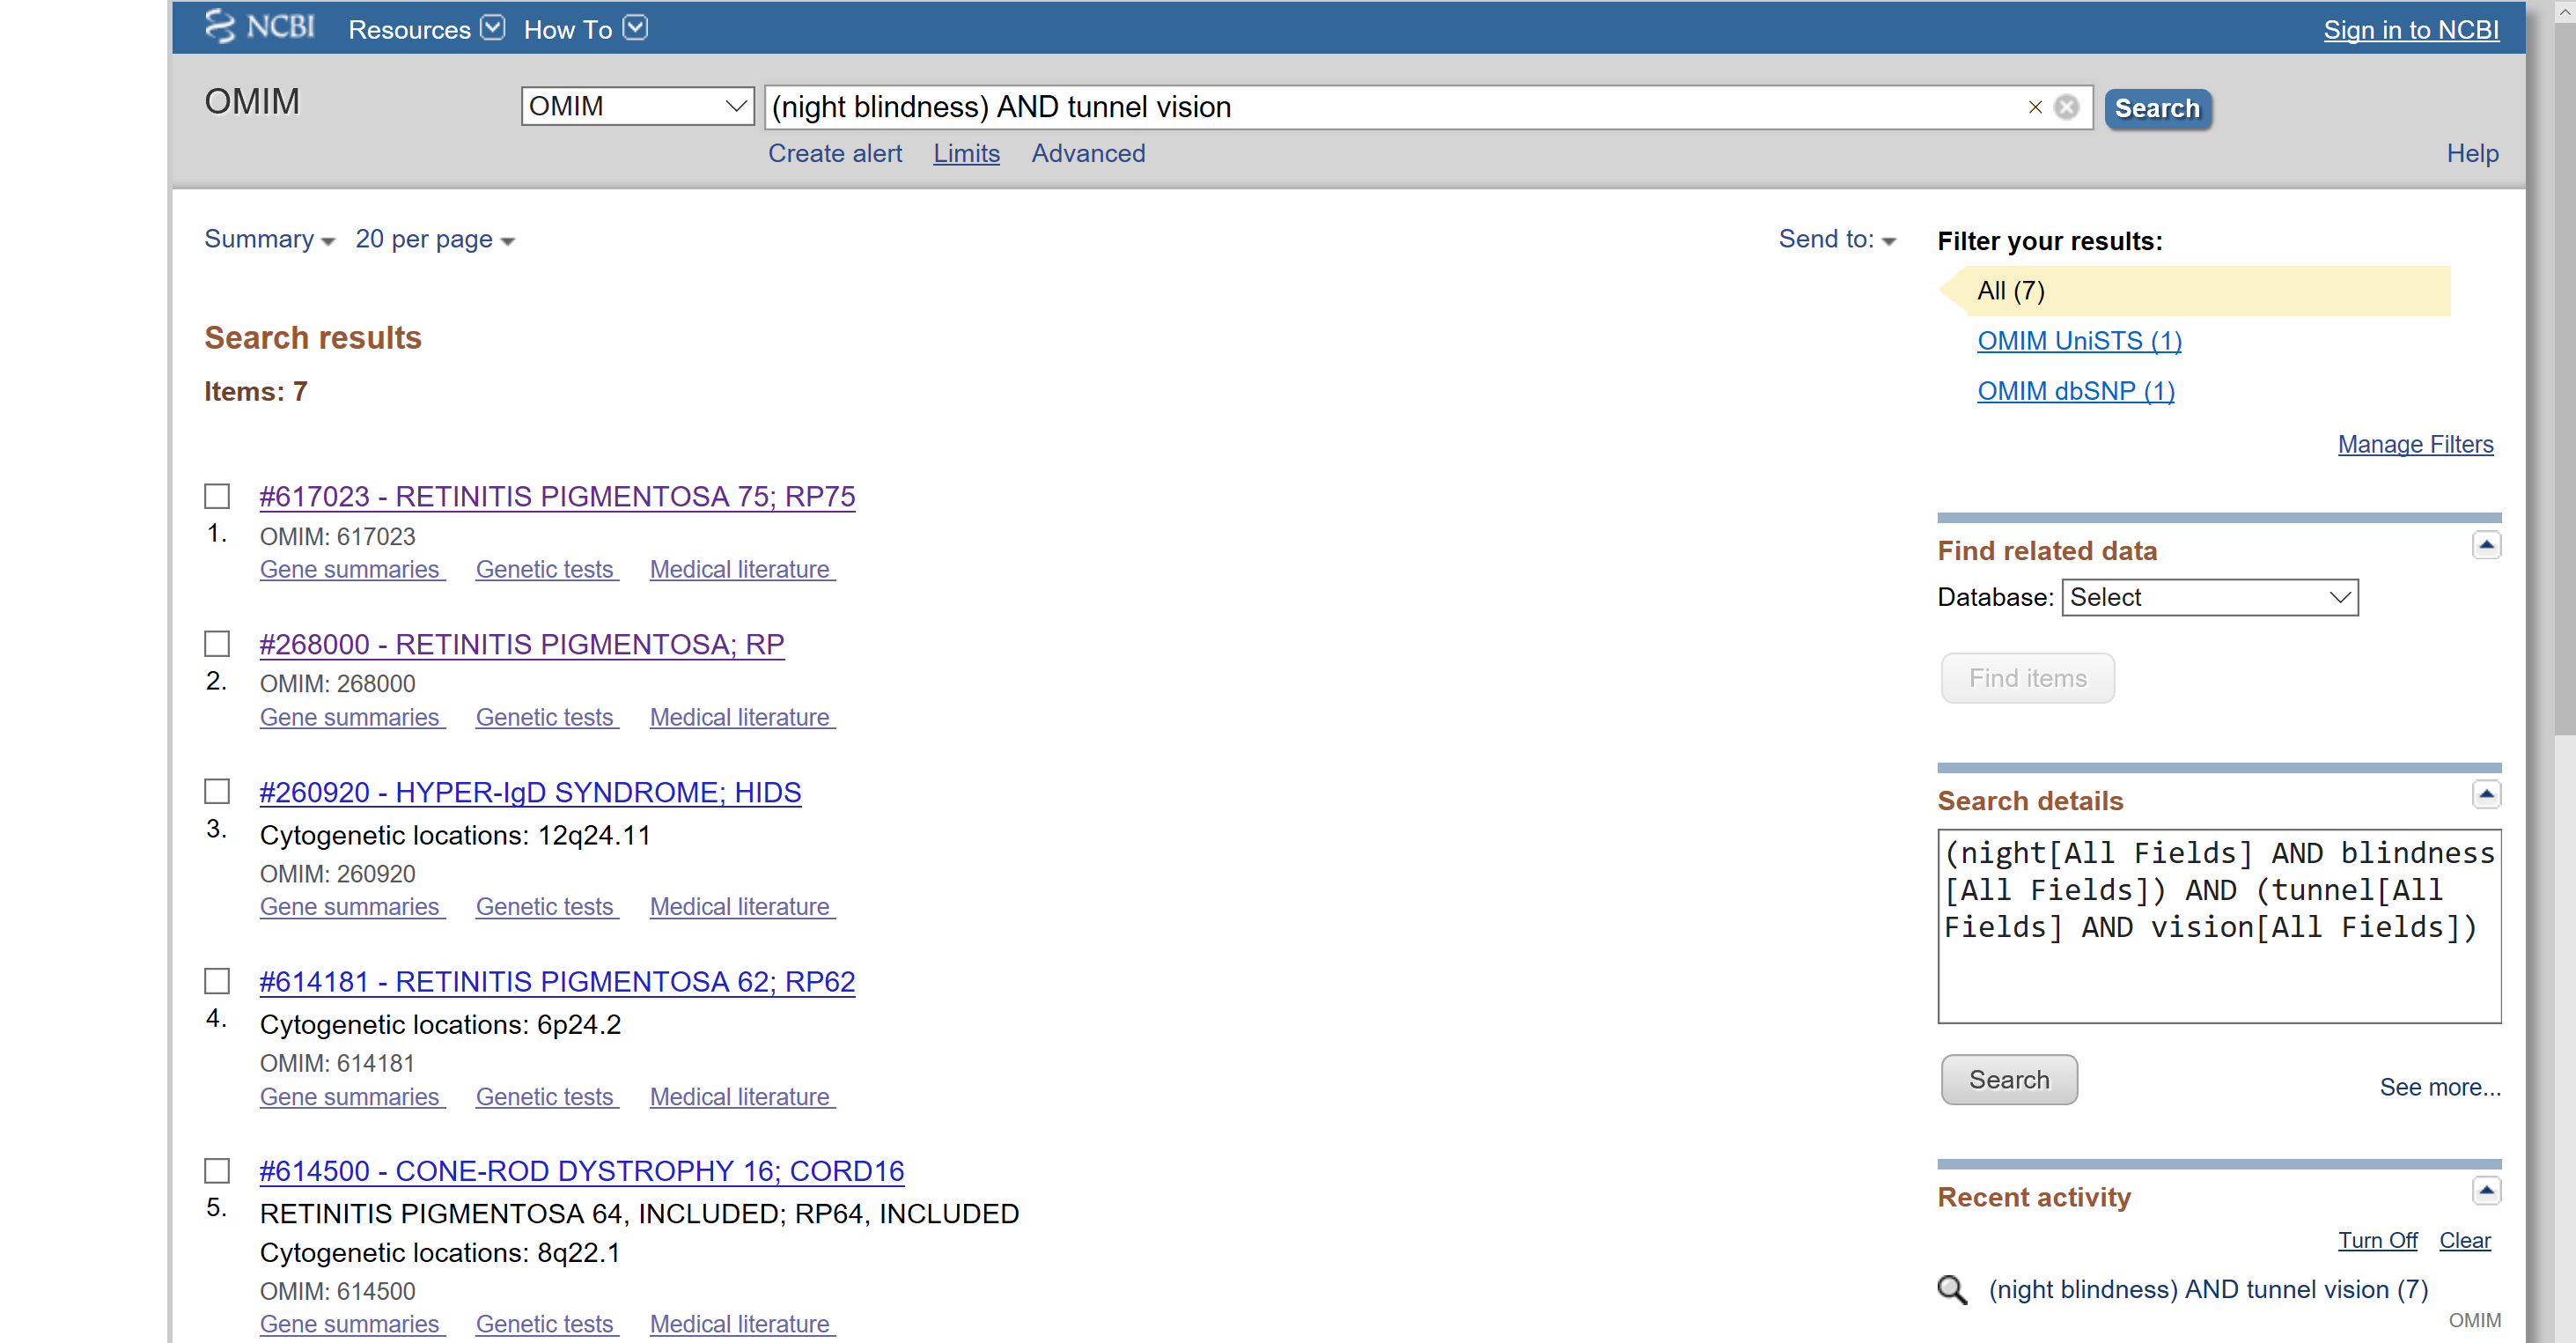 NCBI Resources How To Sign in to NCBI
OMIM OMIM (night blindness) AND tunnel vision Search
Create alert Limits Advanced Help
Summary 20 per page Send to:
Search results
Items: 7
#617023 - RETINITIS PIGMENTOSA 75; RP75
1. OMIM: 617023
Gene summaries Genetic tests Medical literature
#268000 - RETINITIS PIGMENTOSA; RP
2. OMIM: 268000
Gene summaries Genetic tests Medical literature
#260920 - HYPER-IgD SYNDROME; HIDS
3. Cytogenetic locations: 12q24.11
OMIM: 260920
Gene summaries Genetic tests Medical literature
#614181 - RETINITIS PIGMENTOSA 62; RP62
4. Cytogenetic locations: 6p24.2
OMIM: 614181
Gene summaries Genetic tests Medical literature
#614500 - CONE-ROD DYSTROPHY 16; CORD16
5. RETINITIS PIGMENTOSA 64, INCLUDED; RP64, INCLUDED
Cytogenetic locations: 8q22.1
OMIM: 614500
Gene summaries Genetic tests Medical literature
Filter your results:
All (7)
OMIM UniSTS (1)
OMIM dbSNP (1)
Manage Filters
Find related data
Database: Select
Find items
Search details
(night[All Fields] AND blindness
[All Fields]) AND (tunnel[All
Fields] AND vision[All Fields])
Search See more...
Recent activity
Turn Off Clear
(night blindness) AND tunnel vision (7)
OMIM